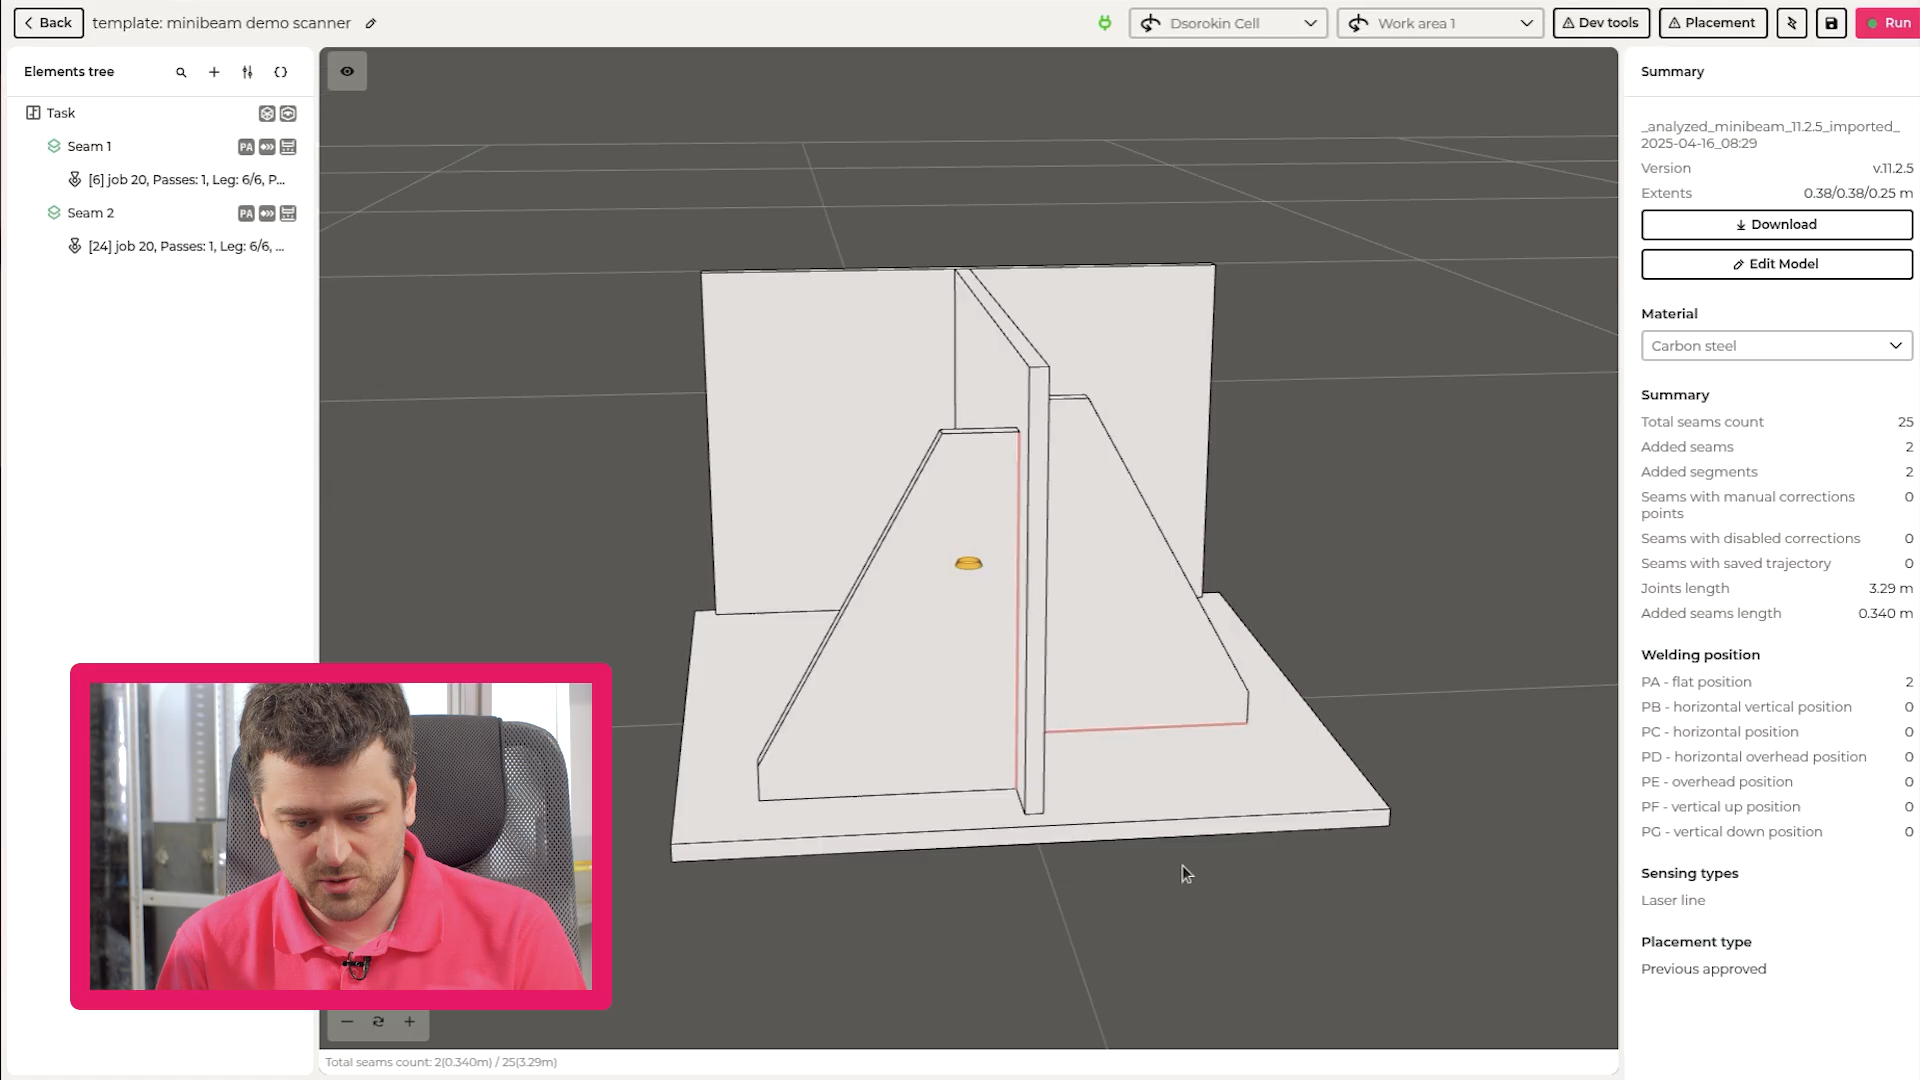 Back
template: minibeam demo scanner
Dsorokin Cell
Work area 1
Dev tools
Placement
Run
Elements tree
Task
Seam 1
PA
[6] job 20, Passes: 1, Leg: 6/6, P...
Seam 2
PA
[24] job 20, Passes: 1, Leg: 6/6, ...
Total seams count: 2(0.340m) / 25(3.29m)
Summary
_analyzed_minibeam_11.2.5_imported_
2025-04-16_08:29
Version v.11.2.5
Extents 0.38/0.38/0.25 m
Download
Edit Model
Material
Carbon steel
Summary
Total seams count 25
Added seams 2
Added segments 2
Seams with manual corrections 0
points
Seams with disabled corrections 0
Seams with saved trajectory 0
Joints length 3.29 m
Added seams length 0.340 m
Welding position
PA - flat position 2
PB - horizontal vertical position 0
PC - horizontal position 0
PD - horizontal overhead position 0
PE - overhead position 0
PF - vertical up position 0
PG - vertical down position 0
Sensing types
Laser line
Placement type
Previous approved